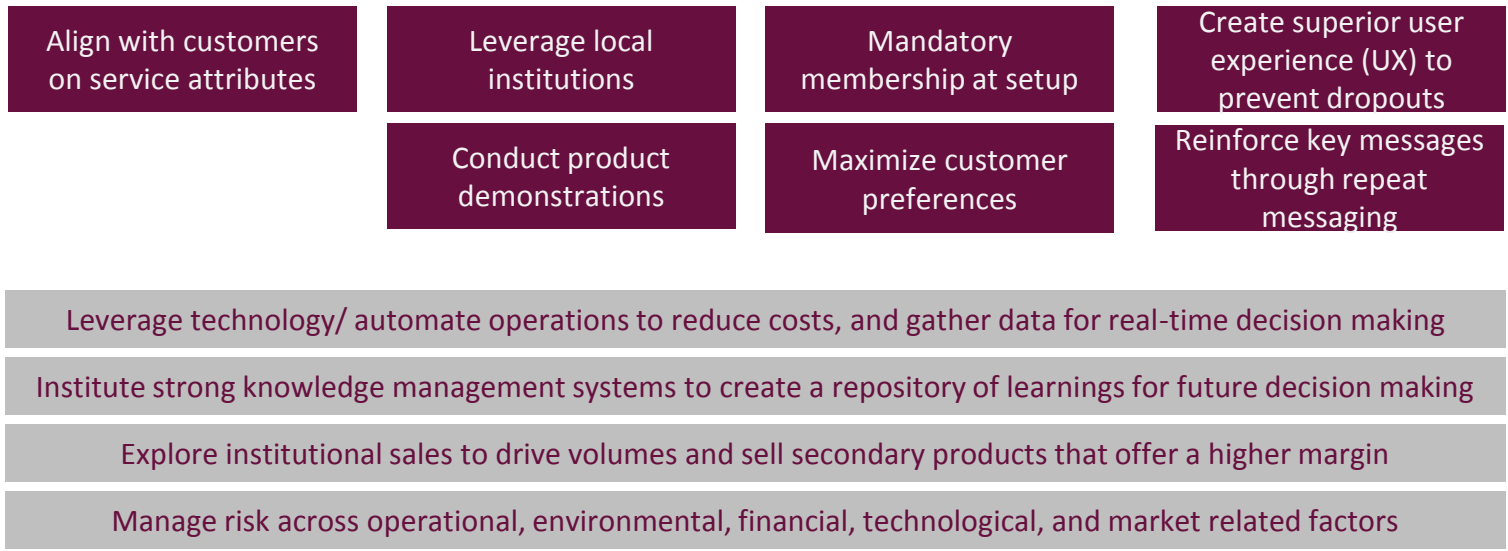 Align with customers
on service attributes
Leverage local
institutions
Mandatory
membership at setup
Create superior user
experience (UX) to
prevent dropouts
Conduct product
demonstrations
Maximize customer
preferences
Reinforce key messages
through repeat
messaging
Leverage technology/ automate operations to reduce costs, and gather data for real-time decision making
Institute strong knowledge management systems to create a repository of learnings for future decision making
Explore institutional sales to drive volumes and sell secondary products that offer a higher margin
Manage risk across operational, environmental, financial, technological, and market related factors